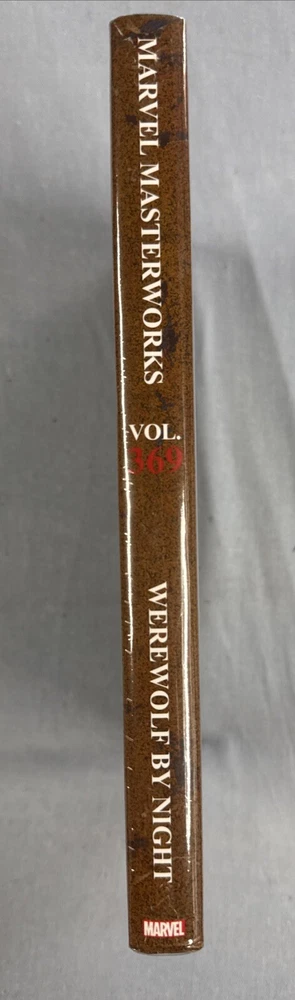 MARVEL MASTERWORKS
VOL.
369
WEREWOLF BY NIGHT
MARVEL